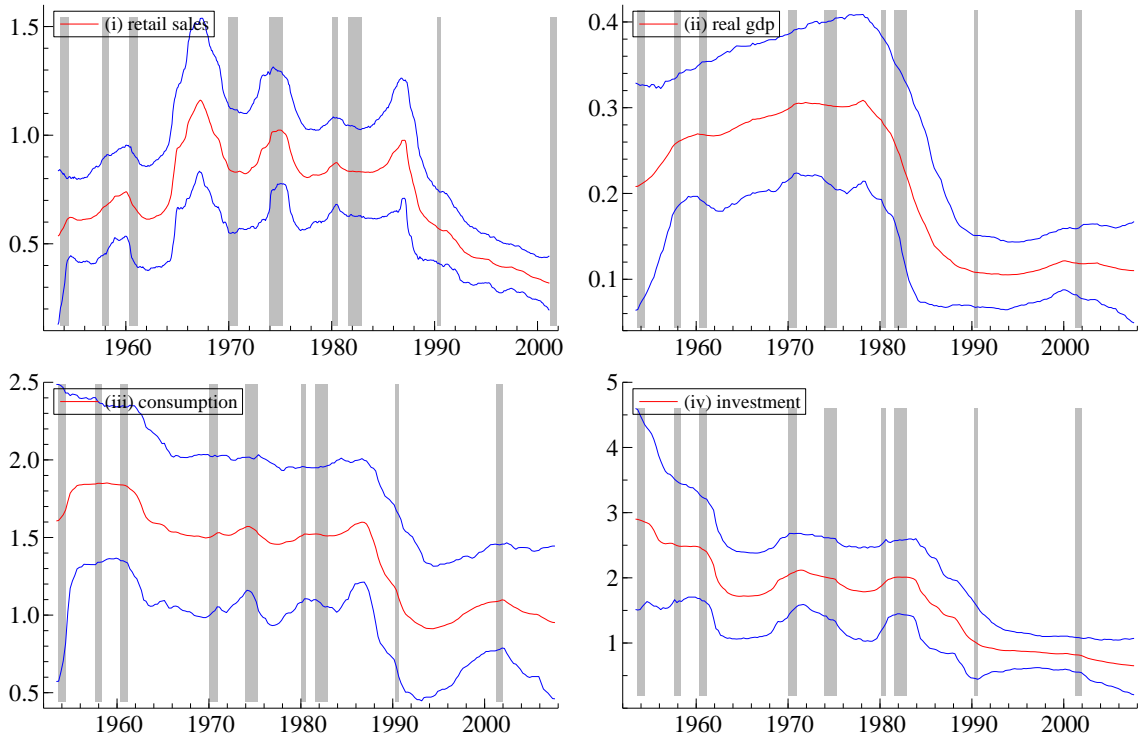 (i) retail sales
1.5
1.0
0.5
1960 1970 1980 1990 2000
(ii) real gdp
0.4
0.3
0.2
0.1
1960 1970 1980 1990 2000
(iii) consumption
2.5
2.0
1.5
1.0
0.5
1960 1970 1980 1990 2000
(iv) investment
5
4
3
2
1
1960 1970 1980 1990 2000